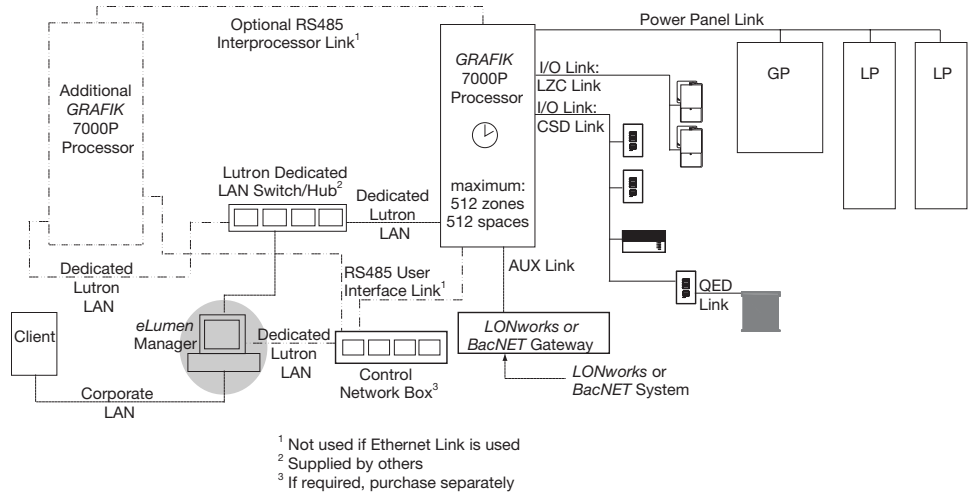 Power Panel Link
Optional RS485
Interprocessor Link1
GRAFIK
7000P
Processor
I/O Link:
LZC Link
I/O Link:
CSD Link
GP
LP
LP
Additional
GRAFIK
7000P
Processor
maximum:
512 zones
512 spaces
Lutron Dedicated
LAN Switch/Hub2
Dedicated
Lutron
LAN
Dedicated
Lutron
LAN
RS485 User
Interface Link1
AUX Link
QED
Link
Client
eLumen
Manager
Dedicated
Lutron
LAN
LONworks or
BacNET Gateway
Control
Network Box3
LONworks or
BacNET System
Corporate
LAN
1 Not used if Ethernet Link is used
2 Supplied by others
3 If required, purchase separately